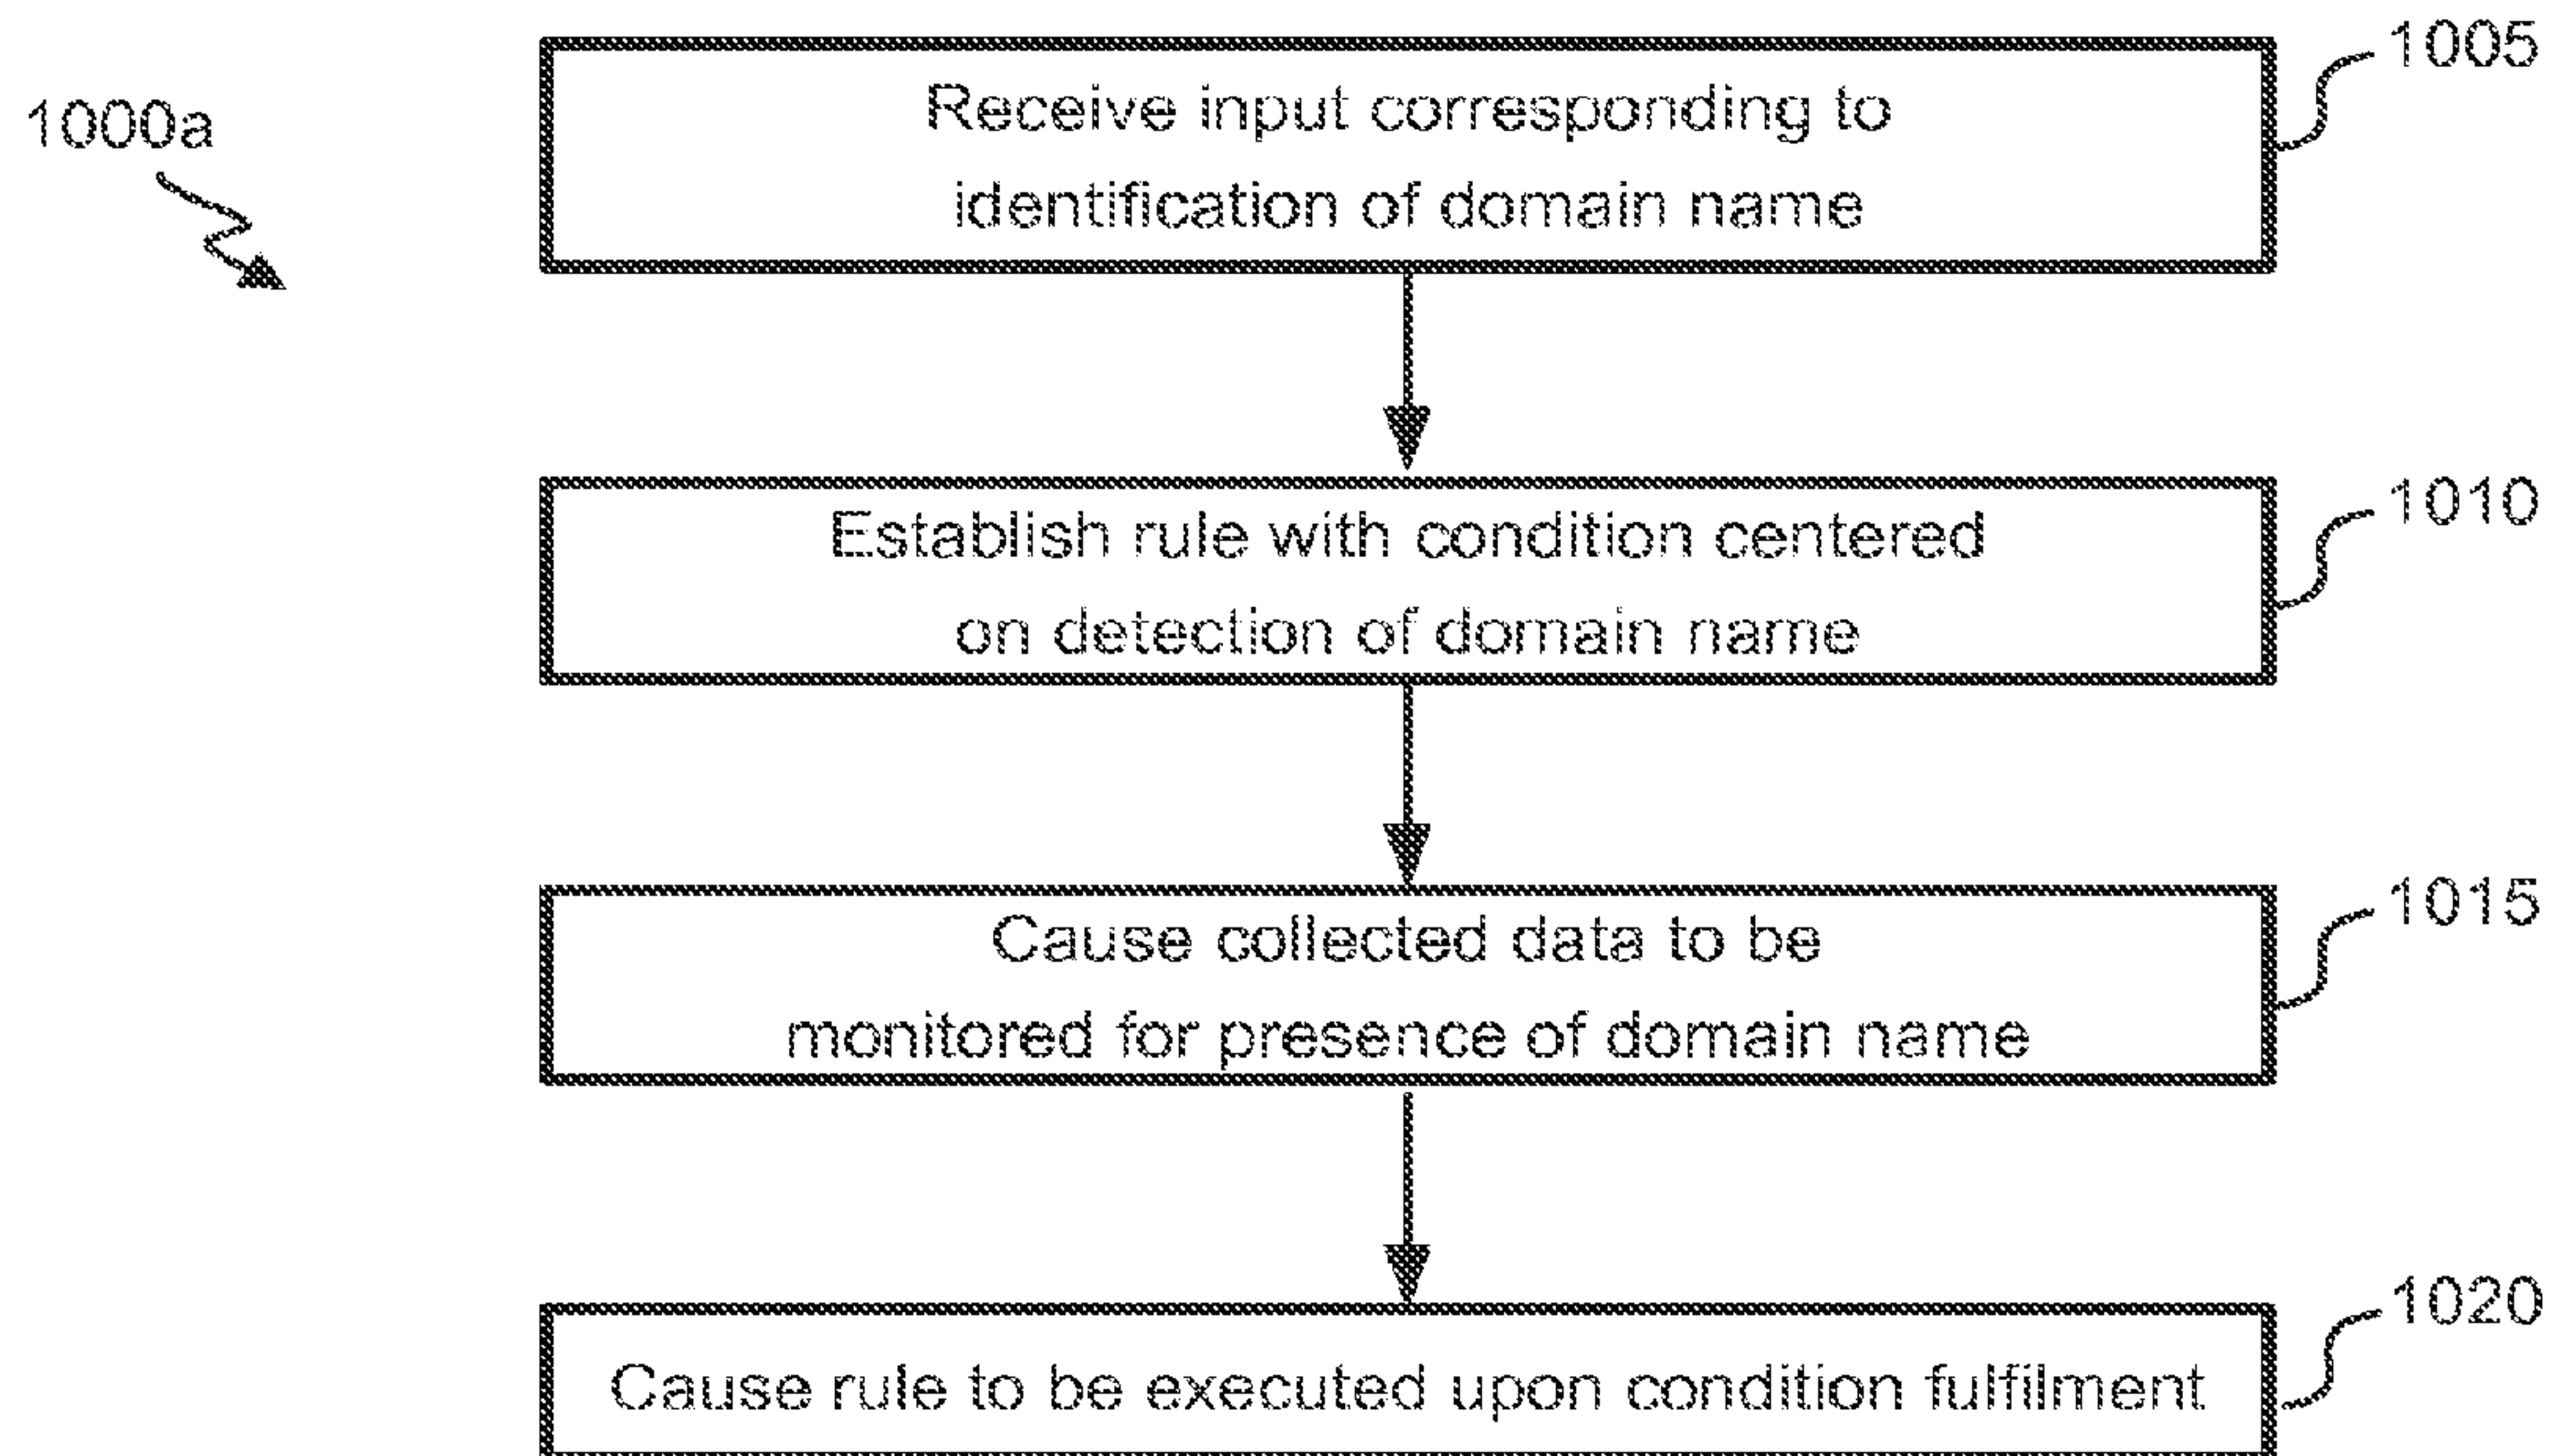 1000a
1005
Receive input corresponding to
identification of domain name
1010
Establish rule with condition centered
on detection of domain name
1015
Cause collected data to be
monitored for presence of domain name
1020
Cause rule to be executed upon condition fulfilment